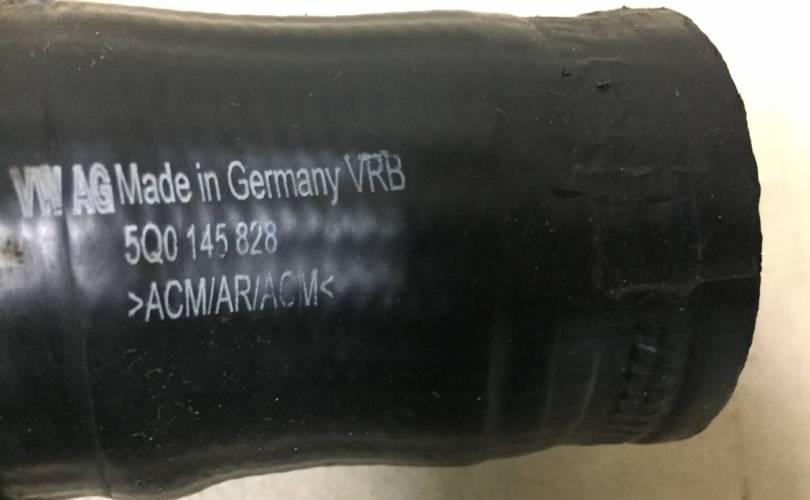 VW AG Made in Germany VRB
5Q0 145 828
>ACM/AR/ACM<